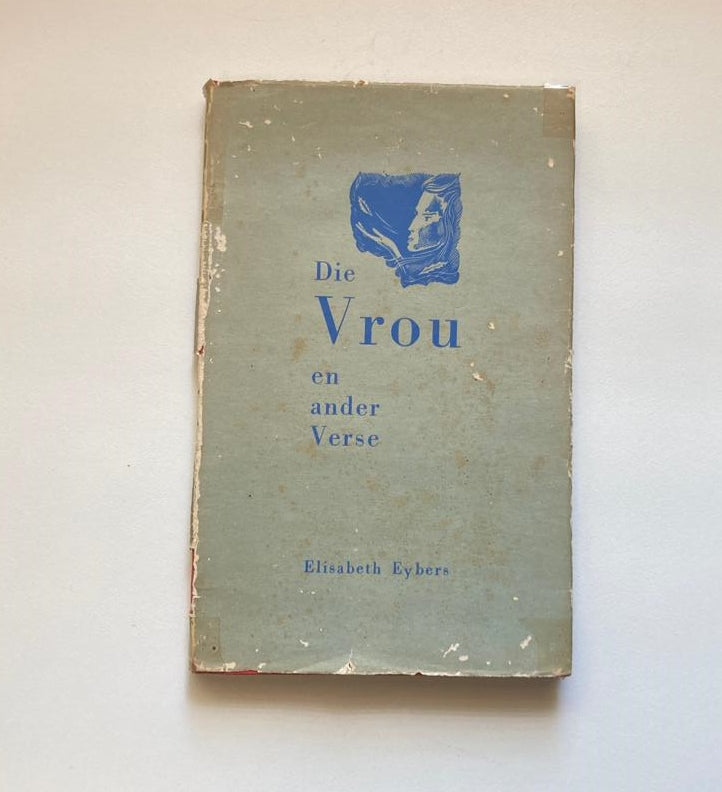 Die
Vrou
en
ander
Verse
Elisabeth Eybers